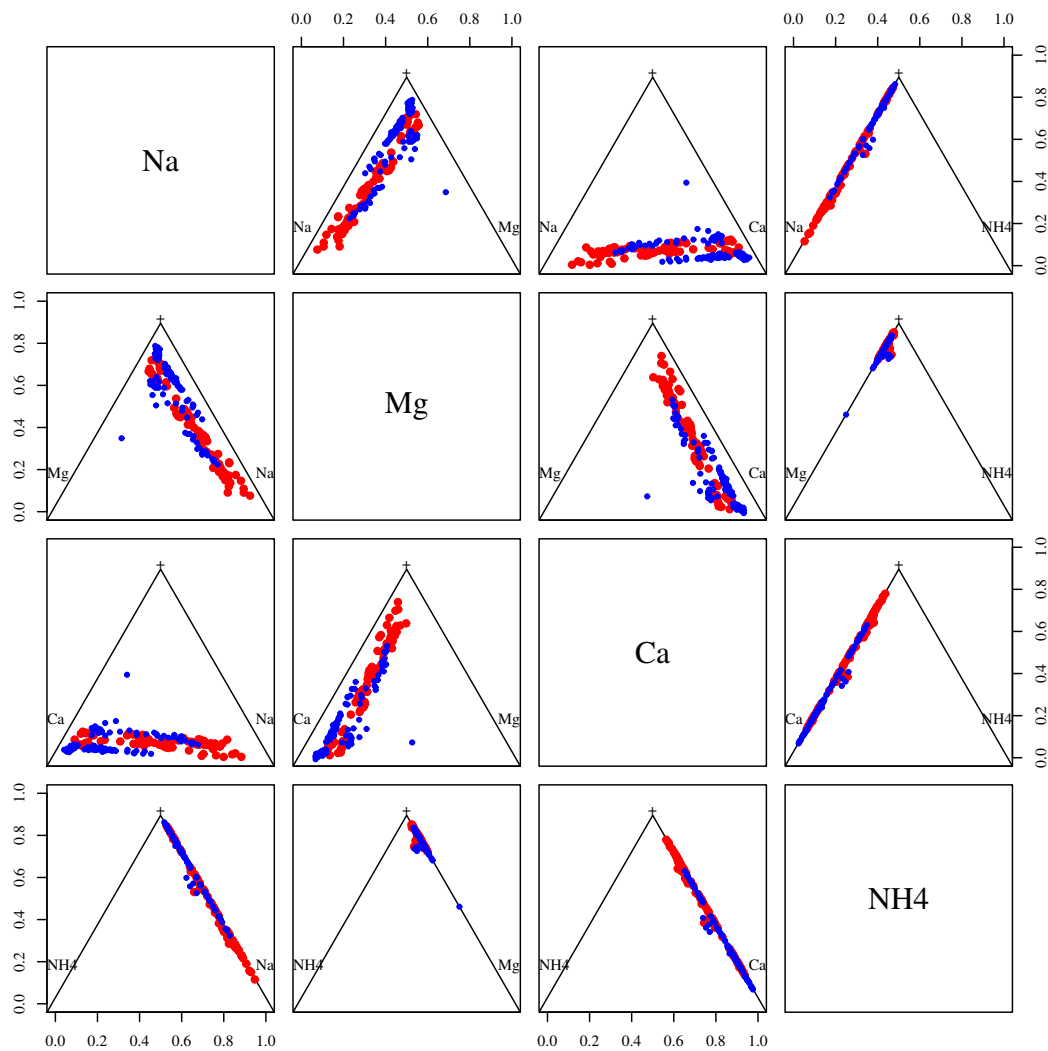 0.0 0.2 0.4 0.6 0.8 1.0 0.0 0.2 0.4 0.6 0.8 1.0
Na
+
Na Mg
+
Na Ca
+
Na NH4
0.0 0.2 0.4 0.6 0.8 1.0
0.0 0.2 0.4 0.6 0.8 1.0
+
Mg Na
Mg
+
Mg Ca
+
Mg NH4
+
Ca Na
+
Ca Mg
Ca
+
Ca NH4
0.0 0.2 0.4 0.6 0.8 1.0
0.0 0.2 0.4 0.6 0.8 1.0
+
NH4 Na
+
NH4 Mg
+
NH4 Ca
NH4
0.0 0.2 0.4 0.6 0.8 1.0 0.0 0.2 0.4 0.6 0.8 1.0